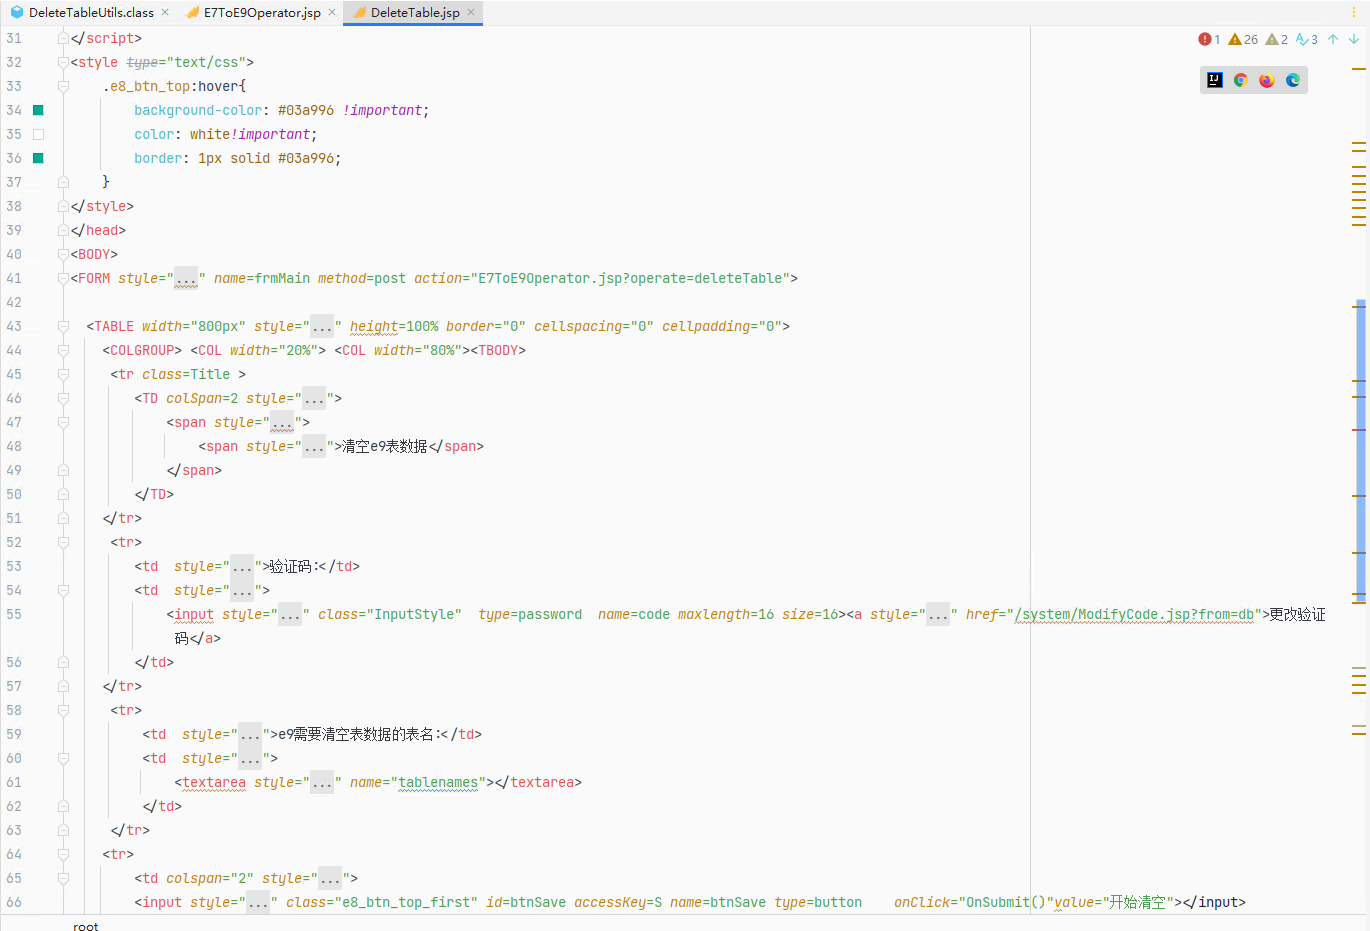 DeleteTableUtils.class × E7ToE9Operator.jsp × DeleteTable.jsp ×
1 26 2 3
31 </script>
32 <style type="text/css">
33 .e8_btn_top:hover{
34 background-color: #03a996 !important;
35 color: white!important;
36 border: 1px solid #03a996;
37 }
38 </style>
39 </head>
40 <BODY>
41 <FORM style="..." name=frmMain method=post action="E7ToE9Operator.jsp?operate=deleteTable">
42
43 <TABLE width="800px" style="..." height=100% border="0" cellspacing="0" cellpadding="0">
44 <COLGROUP> <COL width="20%"> <COL width="80%"><TBODY>
45 <tr class=Title >
46 <TD colSpan=2 style="...">
47 <span style="...">
48 <span style="...">清空e9表数据</span>
49 </span>
50 </TD>
51 </tr>
52 <tr>
53 <td  style="...">验证码:</td>
54 <td  style="...">
55 <input style="..." class="InputStyle"  type=password  name=code maxlength=16 size=16><a style="..." href="/system/ModifyCode.jsp?from=db">更改验证
码</a>
56 </td>
57 </tr>
58 <tr>
59 <td  style="...">e9需要清空表数据的表名:</td>
60 <td  style="...">
61 <textarea style="..." name="tablenames"></textarea>
62 </td>
63 </tr>
64 <tr>
65 <td colspan="2" style="...">
66 <input style="..." class="e8_btn_top_first" id=btnSave accessKey=S name=btnSave type=button    onClick="OnSubmit()"value="开始清空"></input>
root